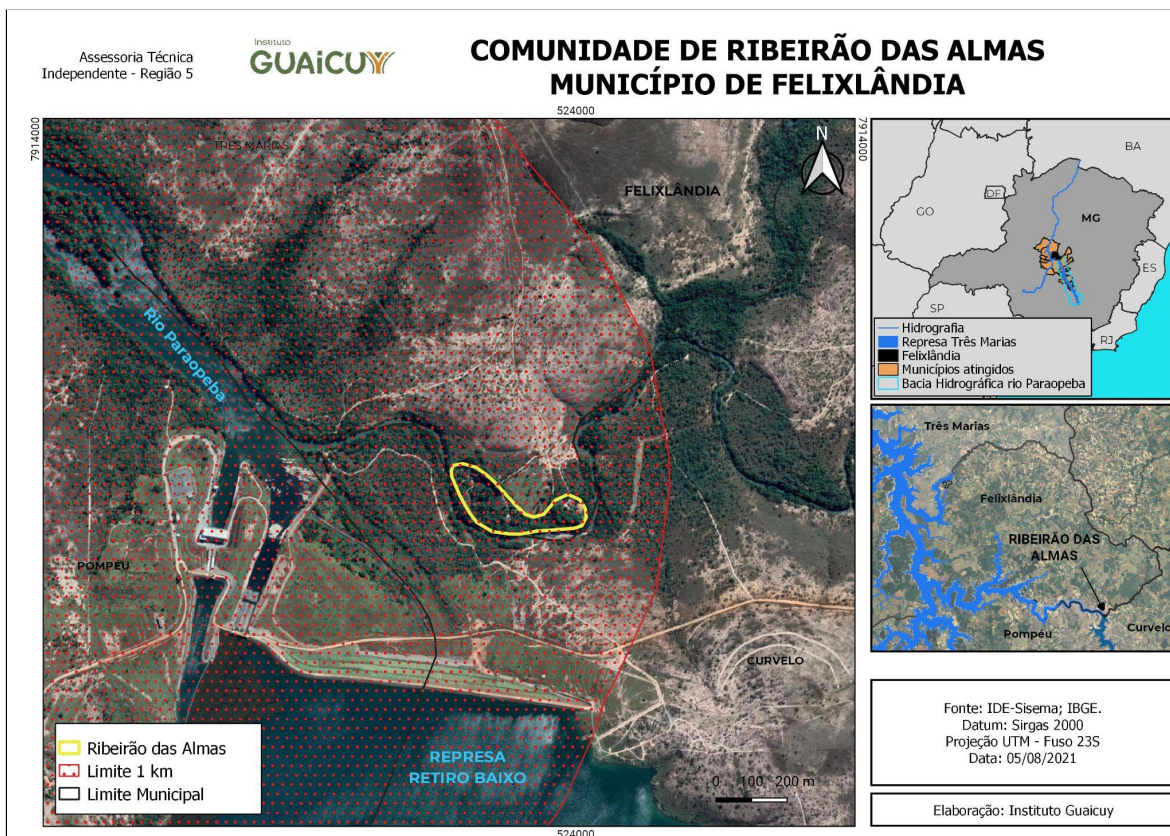 Assessoria Técnica
Independente - Região 5
Instituto
GUAiCUY
COMUNIDADE DE RIBEIRÃO DAS ALMAS
MUNICÍPIO DE FELIXLÂNDIA
524000
7914000
7914000
TRÊS MARIAS
FELIXLÂNDIA
N
Rio Paraopeba
POMPÉU
CURVELO
REPRESA
RETIRO BAIXO
0 100 200 m
Ribeirão das Almas
Limite 1 km
Limite Municipal
524000
BA
DF
GO
MG
ES
SP
RJ
Hidrografia
Represa Três Marias
Felixlândia
Municípios atingidos
Bacia Hidrográfica rio Paraopeba
Três Marias
Felixlândia
RIBEIRÃO DAS
ALMAS
Pompéu
Curvelo
Fonte: IDE-Sisema; IBGE.
Datum: Sirgas 2000
Projeção UTM - Fuso 23S
Data: 05/08/2021
Elaboração: Instituto Guaicuy